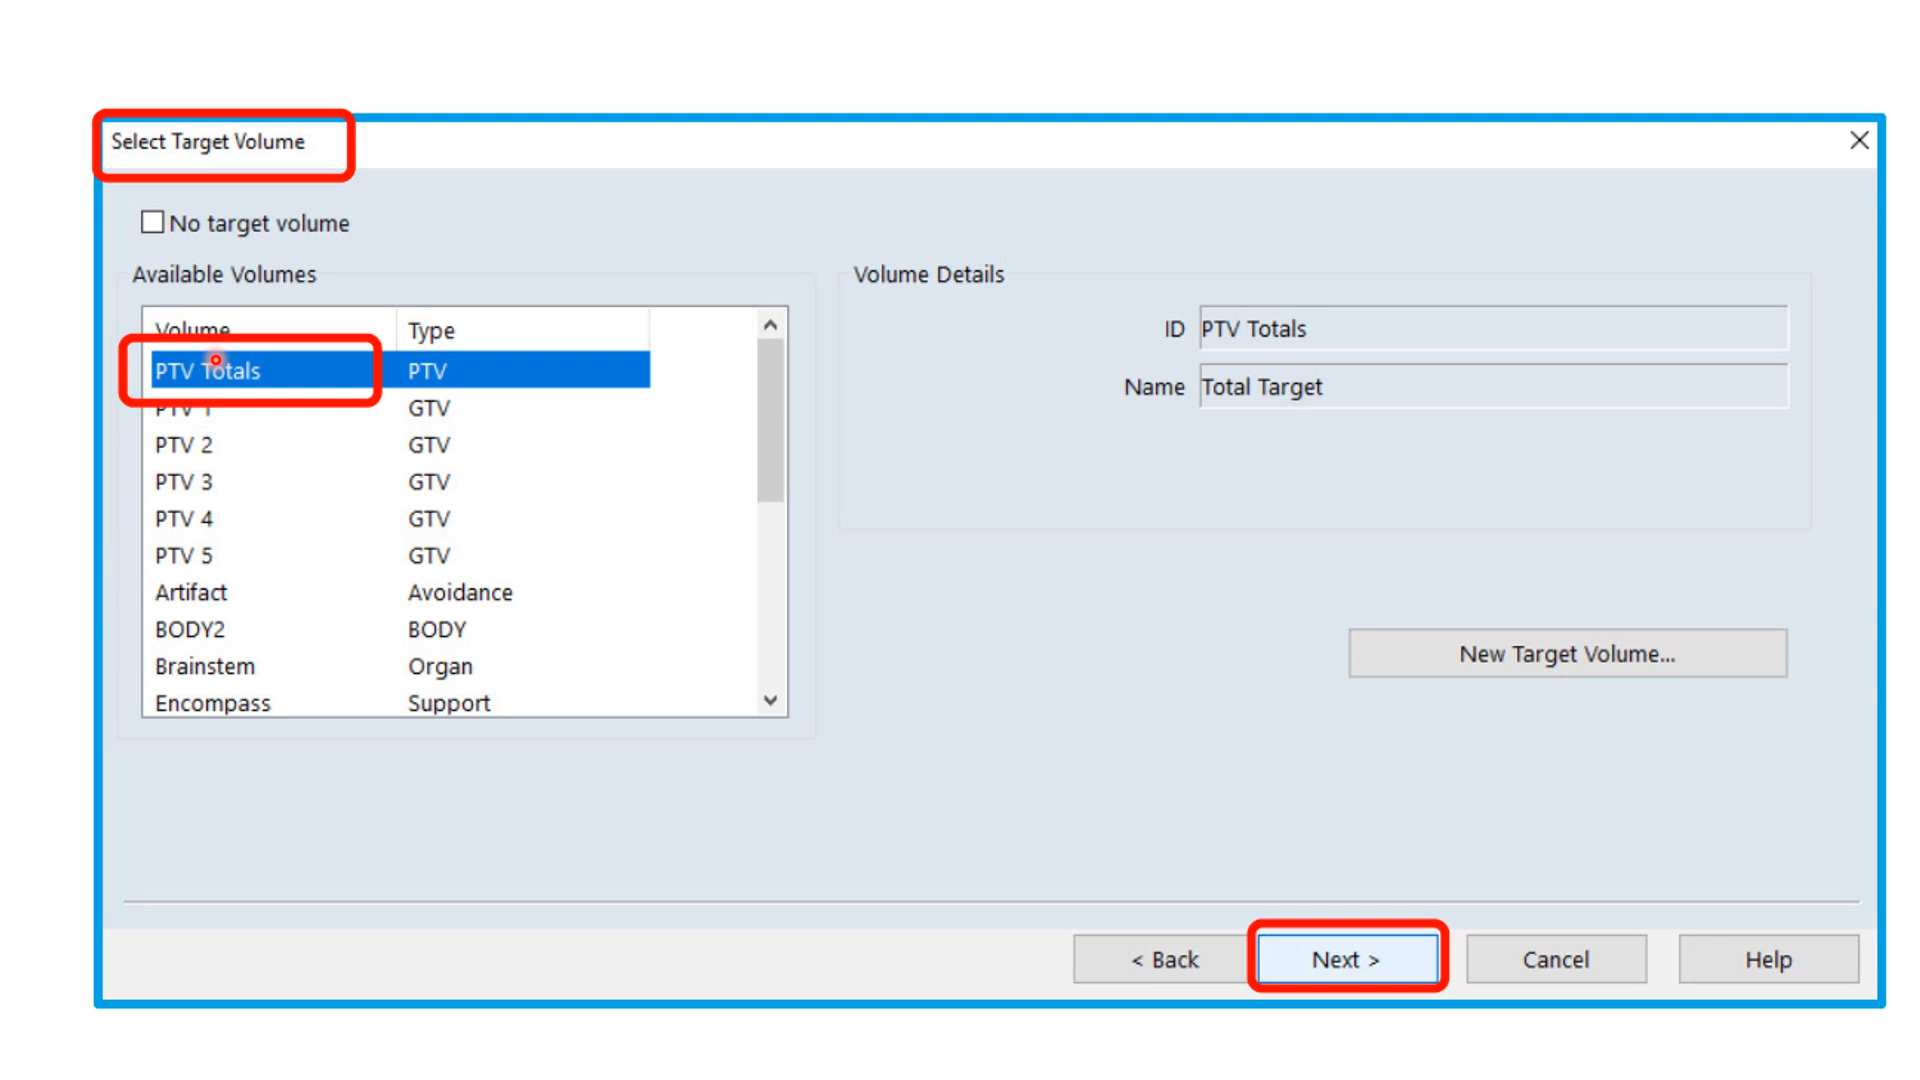 Select Target Volume
No target volume
Available Volumes
Volume Type
PTV Totals PTV
PTV 1 GTV
PTV 2 GTV
PTV 3 GTV
PTV 4 GTV
PTV 5 GTV
Artifact Avoidance
BODY2 BODY
Brainstem Organ
Encompass Support
Volume Details
ID PTV Totals
Name Total Target
New Target Volume...
< Back Next > Cancel Help